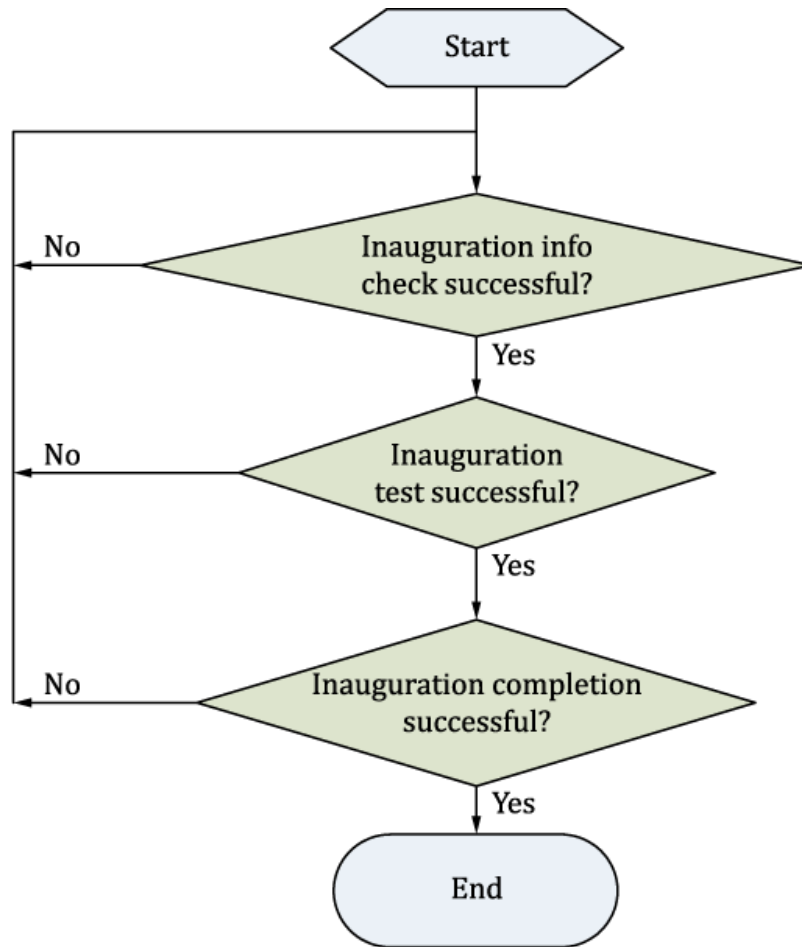 Start
No
Inauguration info
check successful?
Yes
No
Inauguration
test successful?
Yes
No
Inauguration completion
successful?
Yes
End